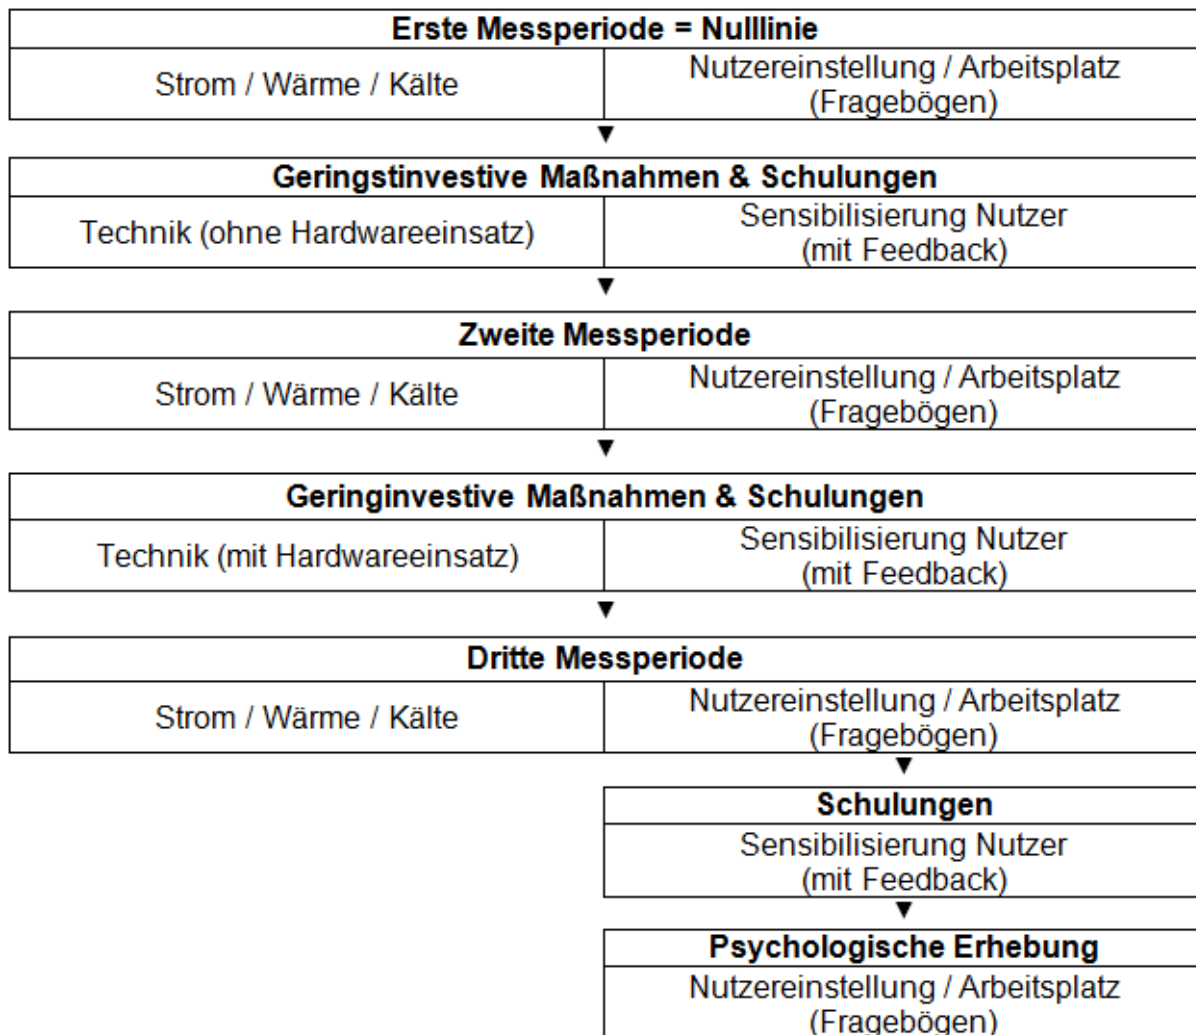 Erste Messperiode = Nulllinie
Strom / Wärme / Kälte
Nutzereinstellung / Arbeitsplatz
(Fragebögen)
Geringstinvestive Maßnahmen & Schulungen
Technik (ohne Hardwareeinsatz)
Sensibilisierung Nutzer
(mit Feedback)
Zweite Messperiode
Strom / Wärme / Kälte
Nutzereinstellung / Arbeitsplatz
(Fragebögen)
Geringinvestive Maßnahmen & Schulungen
Technik (mit Hardwareeinsatz)
Sensibilisierung Nutzer
(mit Feedback)
Dritte Messperiode
Strom / Wärme / Kälte
Nutzereinstellung / Arbeitsplatz
(Fragebögen)
Schulungen
Sensibilisierung Nutzer
(mit Feedback)
Psychologische Erhebung
Nutzereinstellung / Arbeitsplatz
(Fragebögen)